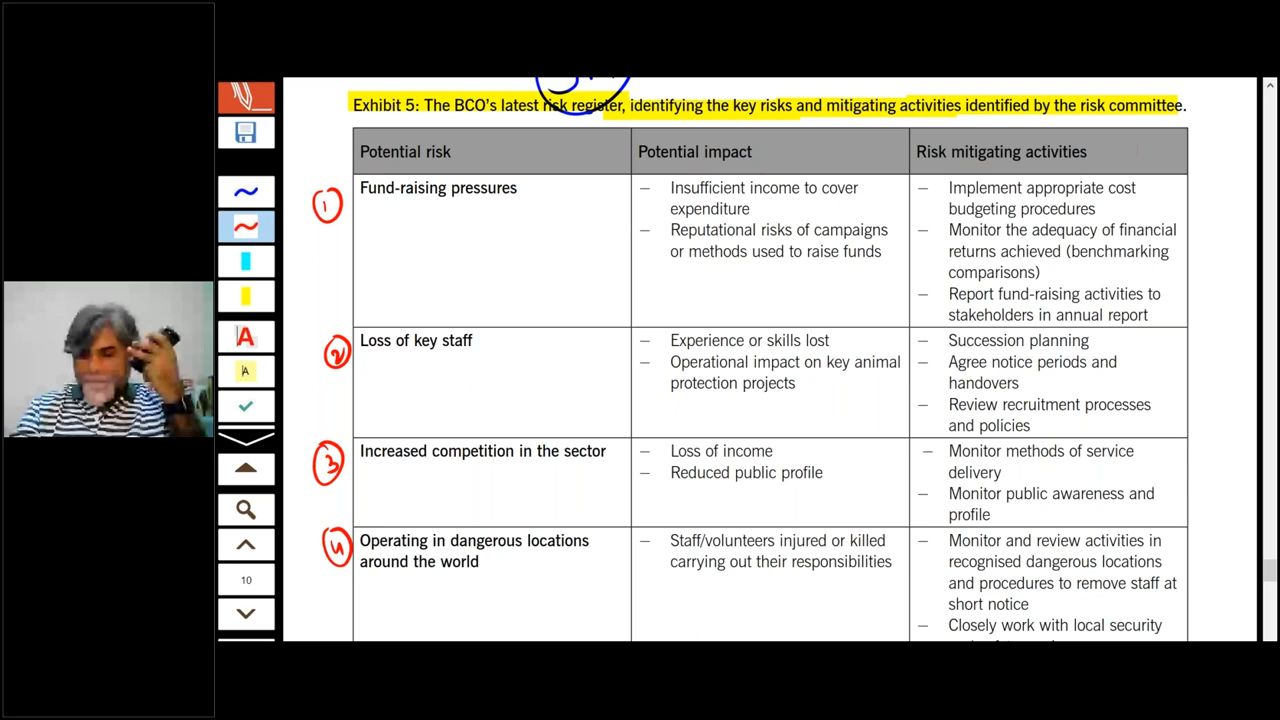 Exhibit 5: The BCO's latest risk register, identifying the key risks and mitigating activities identified by the risk committee.
Potential risk
Potential impact
Risk mitigating activities
1
Fund-raising pressures
– Insufficient income to cover
expenditure
– Reputational risks of campaigns
or methods used to raise funds
– Implement appropriate cost
budgeting procedures
– Monitor the adequacy of financial
returns achieved (benchmarking
comparisons)
– Report fund-raising activities to
stakeholders in annual report
2
Loss of key staff
– Experience or skills lost
– Operational impact on key animal
protection projects
– Succession planning
– Agree notice periods and
handovers
– Review recruitment processes
and policies
3
Increased competition in the sector
– Loss of income
– Reduced public profile
– Monitor methods of service
delivery
– Monitor public awareness and
profile
4
Operating in dangerous locations
around the world
– Staff/volunteers injured or killed
carrying out their responsibilities
– Monitor and review activities in
recognised dangerous locations
and procedures to remove staff at
short notice
– Closely work with local security
A
A
10